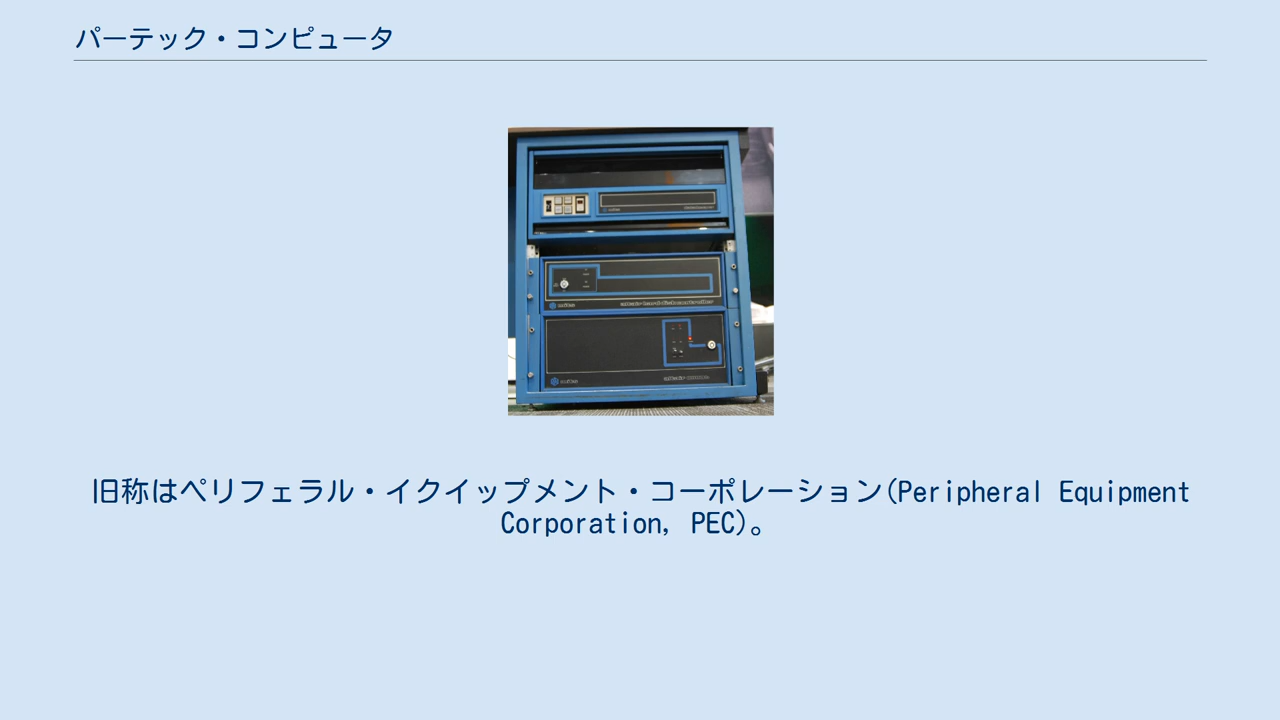 パーテック・コンピュータ
旧称はペリフェラル・イクイップメント・コーポレーション(Peripheral Equipment
Corporation, PEC)。